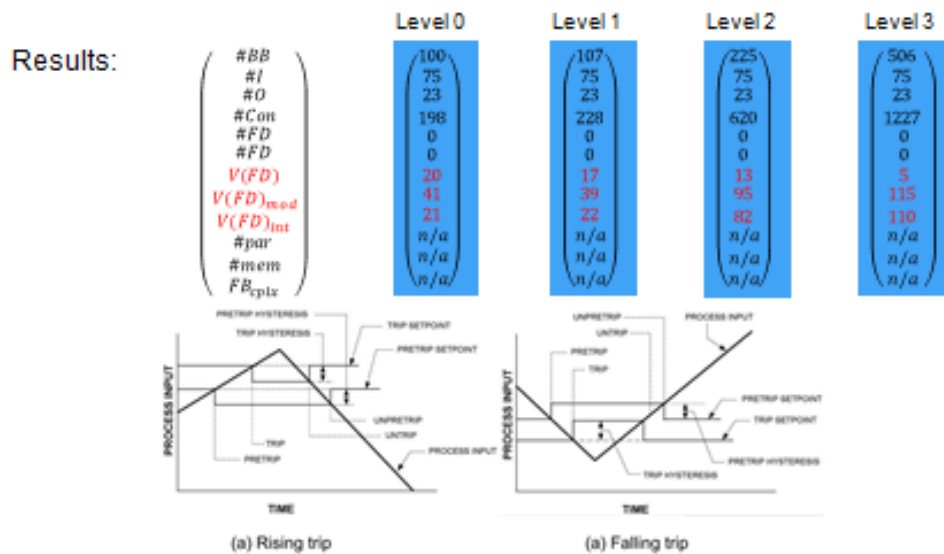 Level 0 Level 1 Level 2 Level 3
Results:
#BB 100 107 225 506
#I 75 75 75 75
#O 23 23 23 23
#Con 198 228 620 1227
#FD 0 0 0 0
#FD 0 0 0 0
V(FD) 20 17 13 5
V(FD)mod 41 39 95 115
V(FD)int 21 22 82 110
#par n/a n/a n/a n/a
#mem n/a n/a n/a n/a
FBcplx n/a n/a n/a n/a
PRETRIP HYSTERESIS
TRIP HYSTERESIS
TRIP SETPOINT
PRETRIP SETPOINT
UNPRETRIP
UNTRIP
TRIP
PRETRIP
PROCESS INPUT
PROCESS INPUT
TIME
(a) Rising trip
UNPRETRIP
PROCESS INPUT
UNTRIP
PRETRIP
TRIP
PRETRIP SETPOINT
TRIP SETPOINT
PRETRIP HYSTERESIS
TRIP HYSTERESIS
PROCESS INPUT
TIME
(a) Falling trip